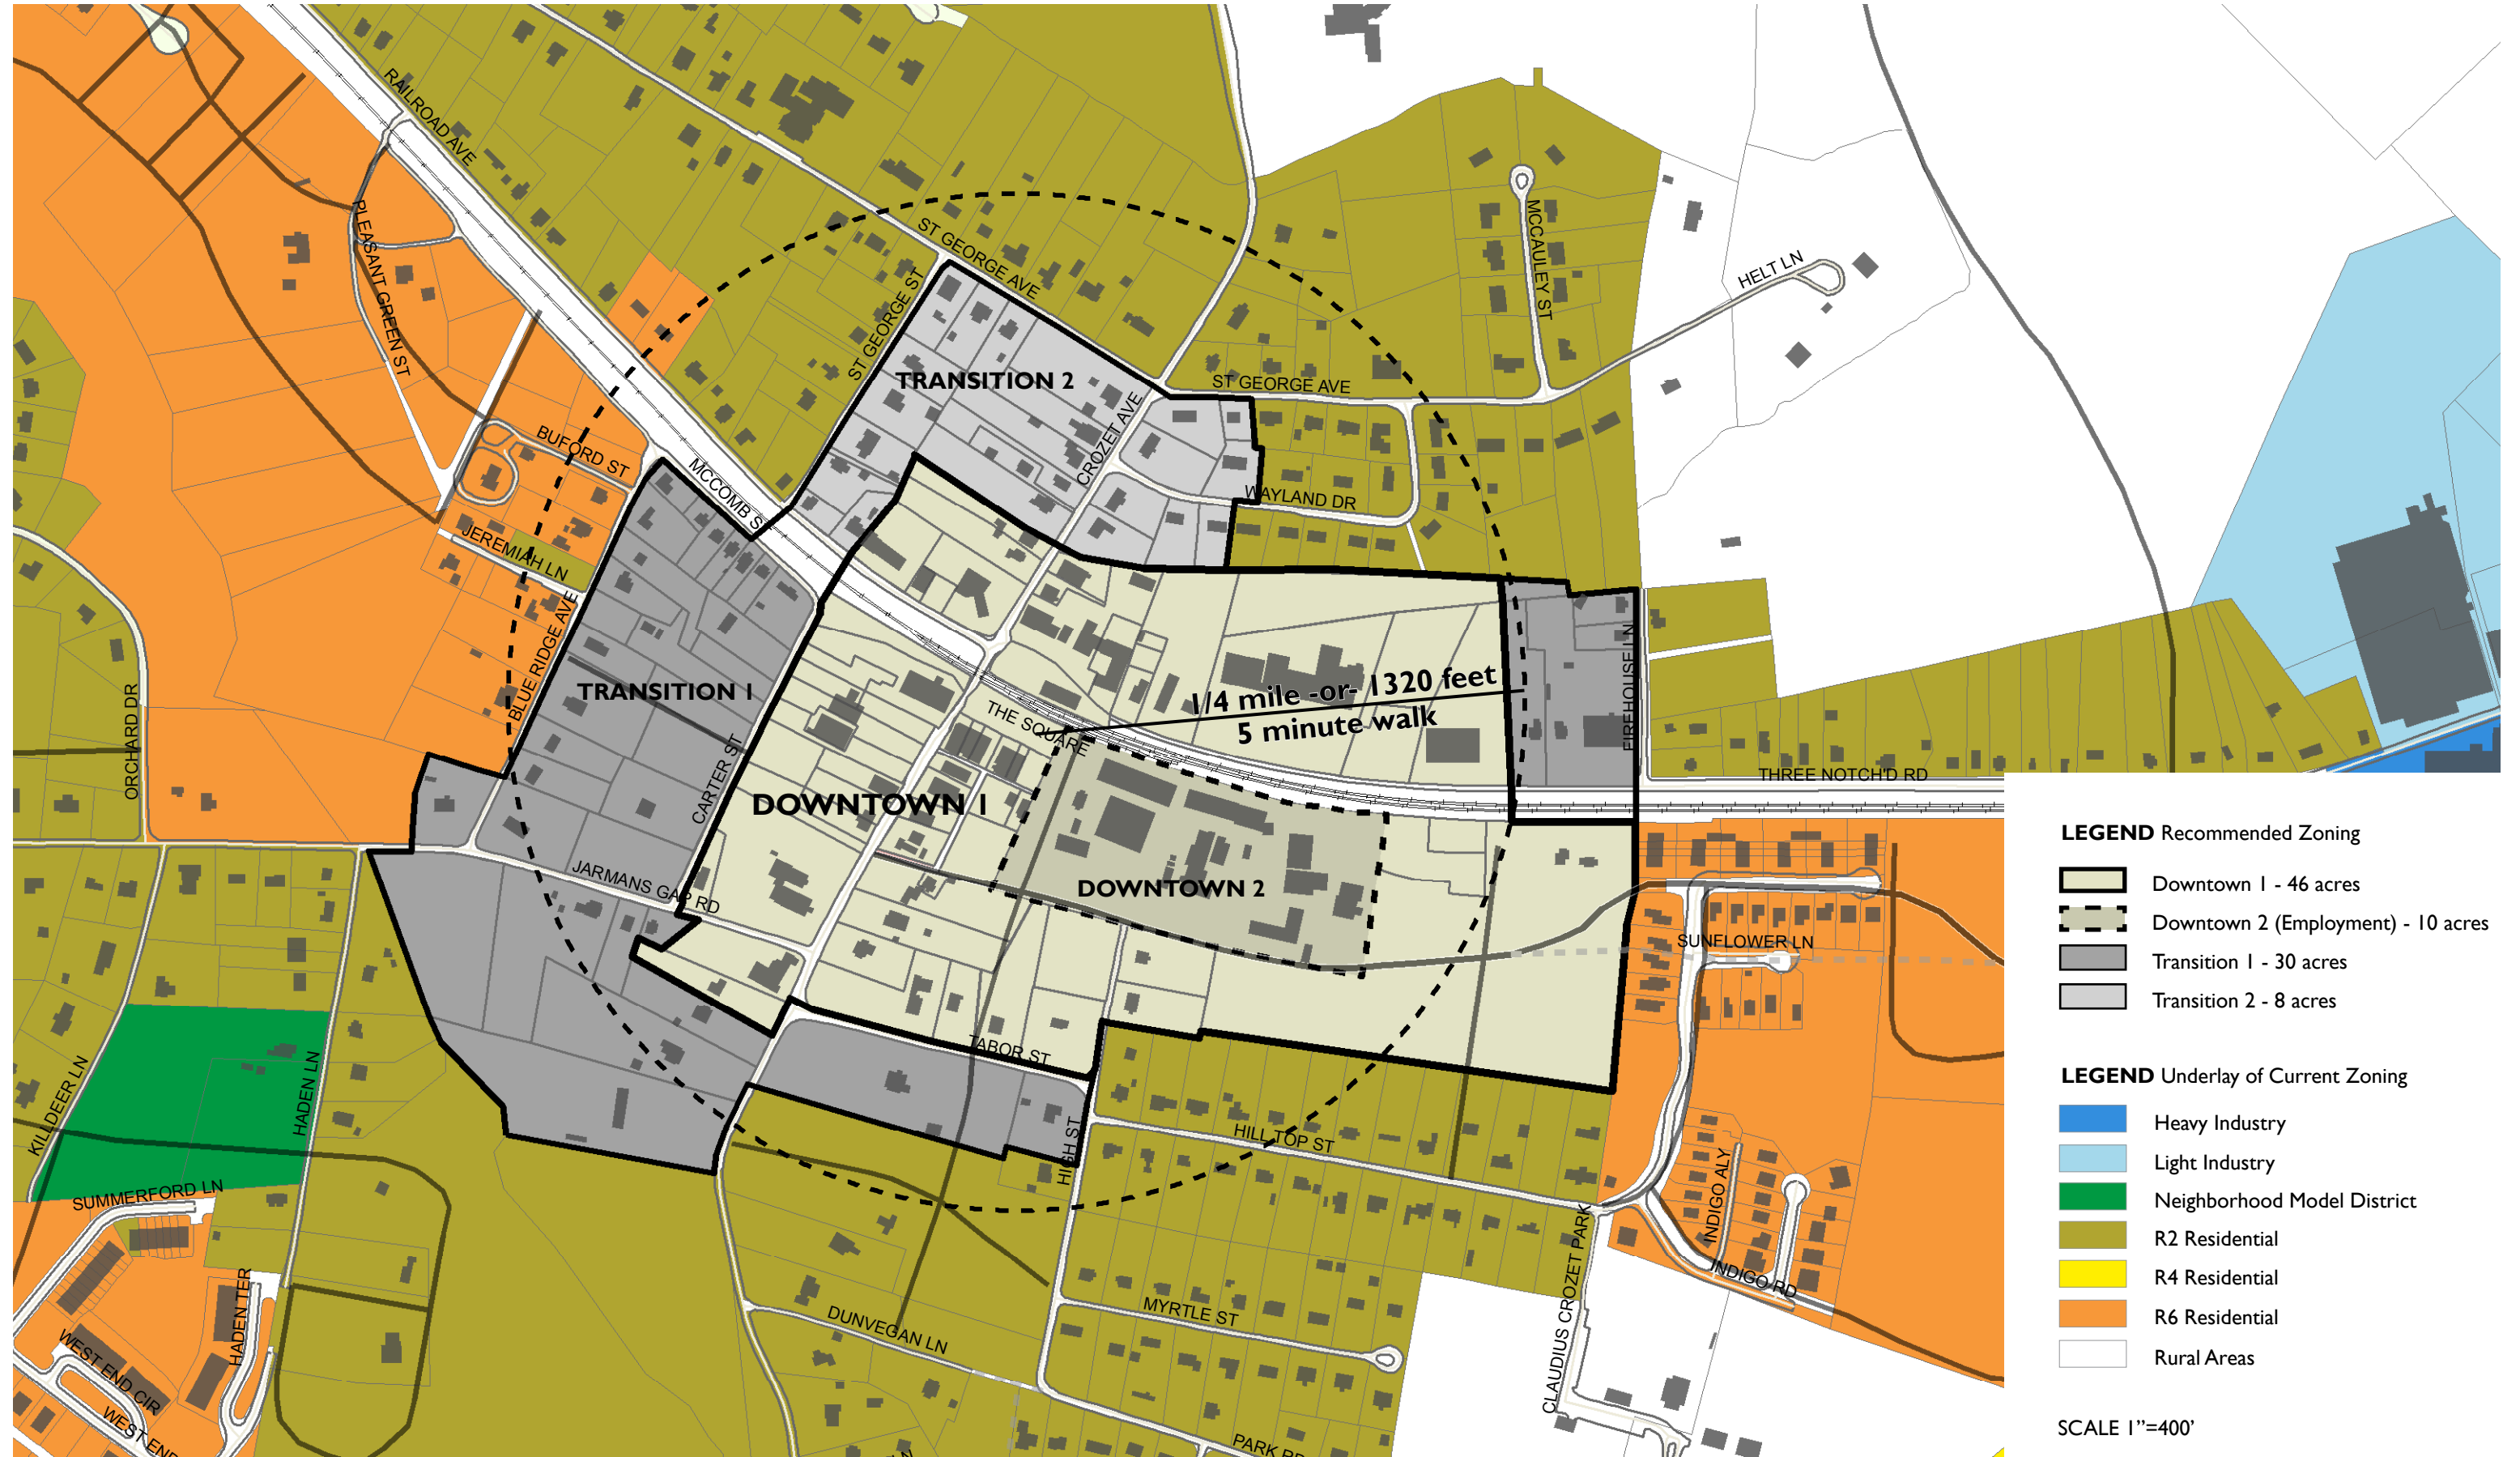 RAILROAD AVE
PLEASANT GREEN ST
ST GEORGE AVE
ST GEORGE ST
MCCAULEY ST
HELT LN
TRANSITION 2
ST GEORGE AVE
CROZET AVE
BUFORD ST
MCCOMB S
WAYLAND DR
JEREMIAH LN
BLUE RIDGE AVE
TRANSITION 1
1/4 mile -or- 1320 feet
5 minute walk
FIREHOUSE LN
THE SQUARE
ORCHARD DR
CARTER ST
THREE NOTCH'D RD
DOWNTOWN 1
DOWNTOWN 2
JARMANS GAP RD
SUNFLOWER LN
TABOR ST
KILLDEER LN
HADEN LN
HIGH ST
HILL TOP ST
SUMMERFORD LN
INDIGO ALY
INDIGO RD
CLAUDIUS CROZET PARK
HADEN TER
MYRTLE ST
DUNVEGAN LN
WEST END CIR
WEST END
PARK
LN
LEGEND Recommended Zoning
Downtown 1 - 46 acres
Downtown 2 (Employment) - 10 acres
Transition 1 - 30 acres
Transition 2 - 8 acres
LEGEND Underlay of Current Zoning
Heavy Industry
Light Industry
Neighborhood Model District
R2 Residential
R4 Residential
R6 Residential
Rural Areas
SCALE 1”=400’